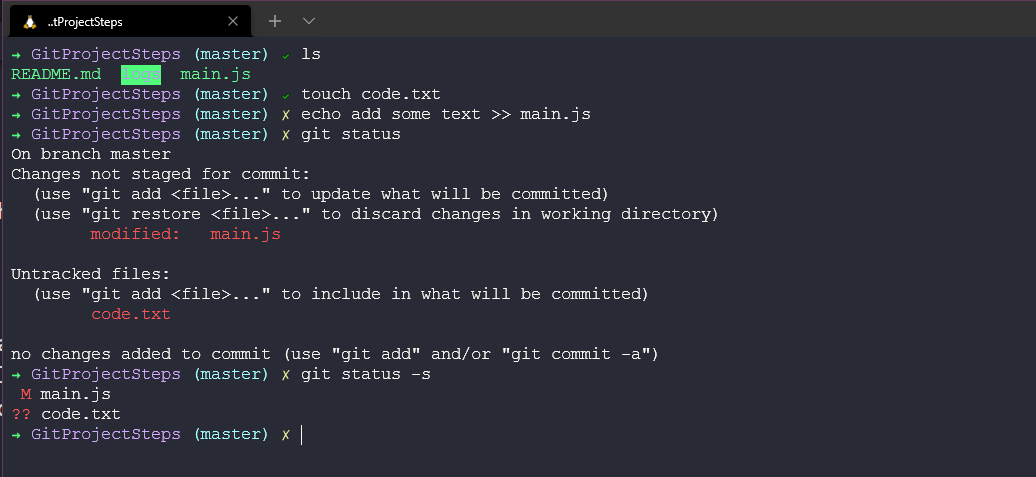 ..tProjectSteps
→ GitProjectSteps (master) ✓ ls
README.md logs main.js
→ GitProjectSteps (master) ✓ touch code.txt
→ GitProjectSteps (master) ✗ echo add some text >> main.js
→ GitProjectSteps (master) ✗ git status
On branch master
Changes not staged for commit:
  (use "git add <file>..." to update what will be committed)
  (use "git restore <file>..." to discard changes in working directory)
        modified:   main.js
Untracked files:
  (use "git add <file>..." to include in what will be committed)
        code.txt
no changes added to commit (use "git add" and/or "git commit -a")
→ GitProjectSteps (master) ✗ git status -s
 M main.js
?? code.txt
→ GitProjectSteps (master) ✗